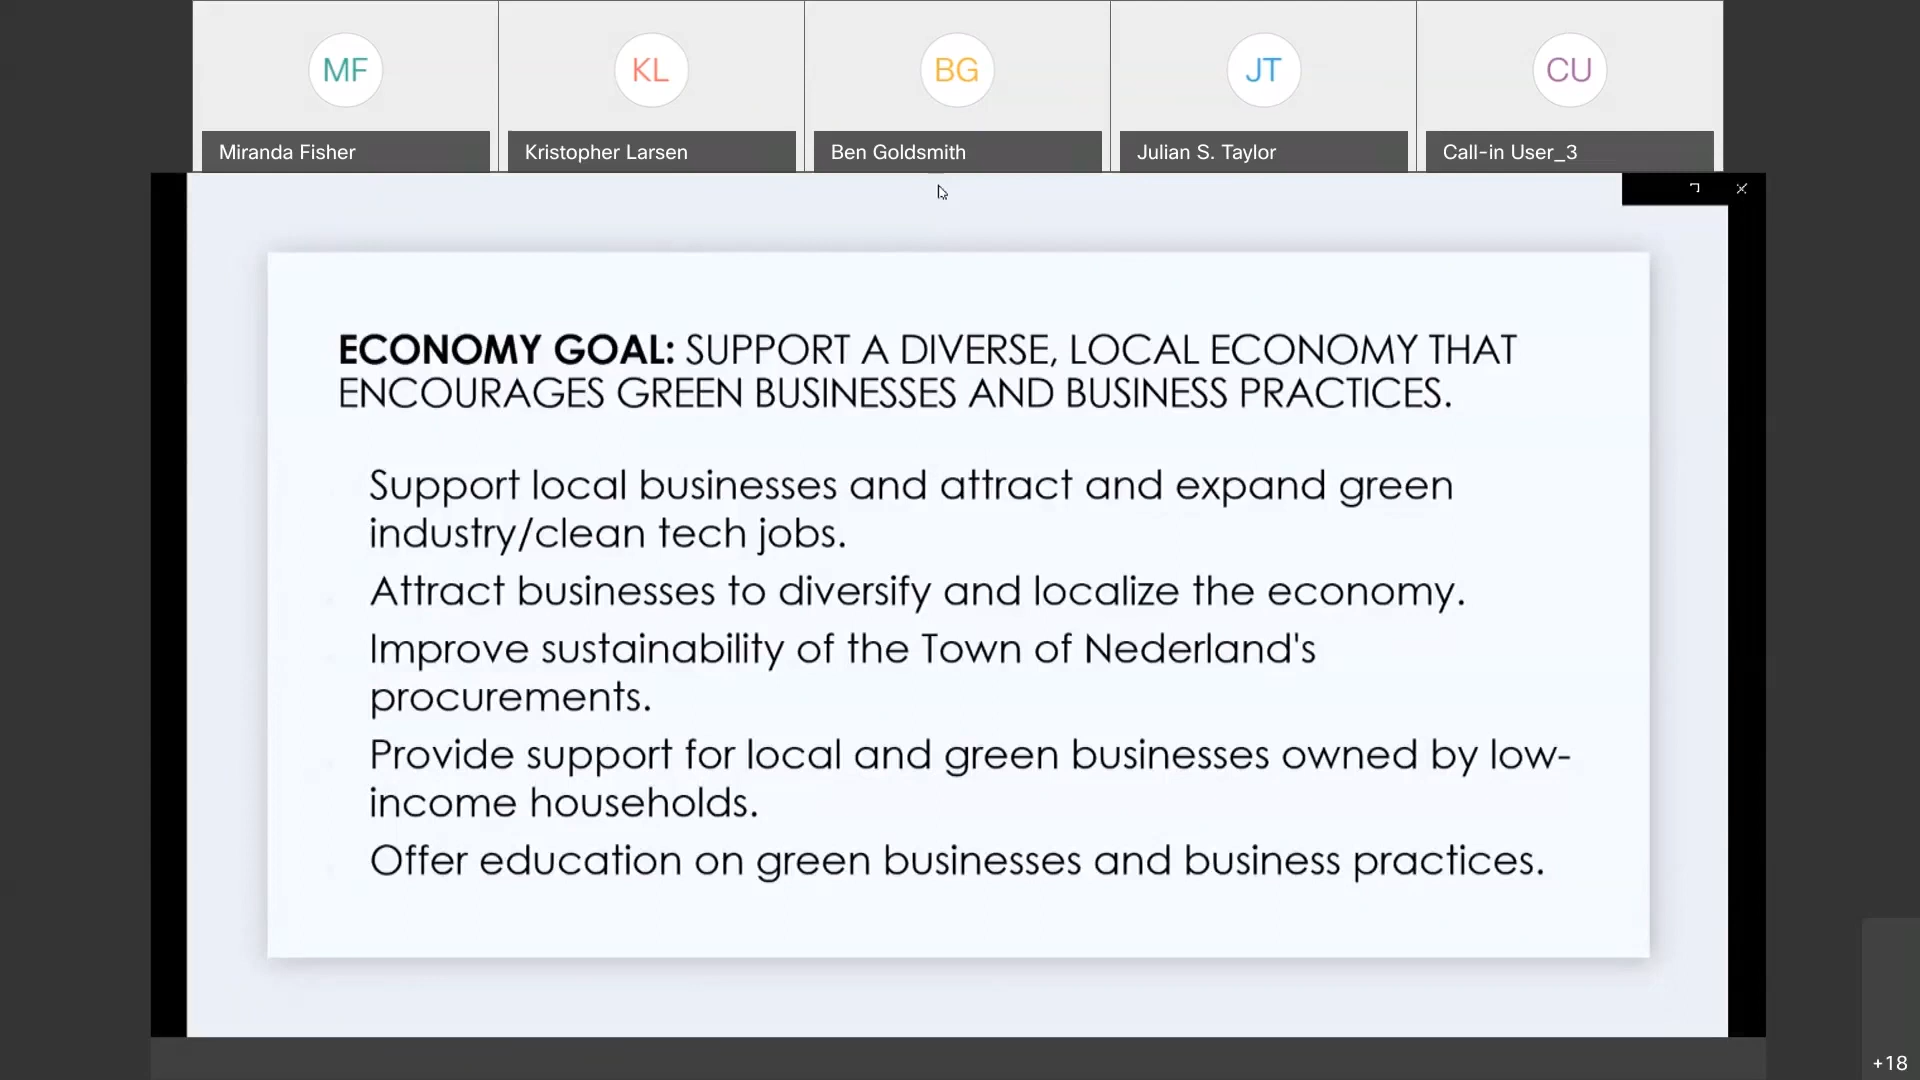 MF
KL
BG
JT
CU
Miranda Fisher
Kristopher Larsen
Ben Goldsmith
Julian S. Taylor
Call-in User_3
ECONOMY GOAL: SUPPORT A DIVERSE, LOCAL ECONOMY THAT
ENCOURAGES GREEN BUSINESSES AND BUSINESS PRACTICES.
Support local businesses and attract and expand green
industry/clean tech jobs.
Attract businesses to diversify and localize the economy.
Improve sustainability of the Town of Nederland's
procurements.
Provide support for local and green businesses owned by low-
income households.
Offer education on green businesses and business practices.
+18